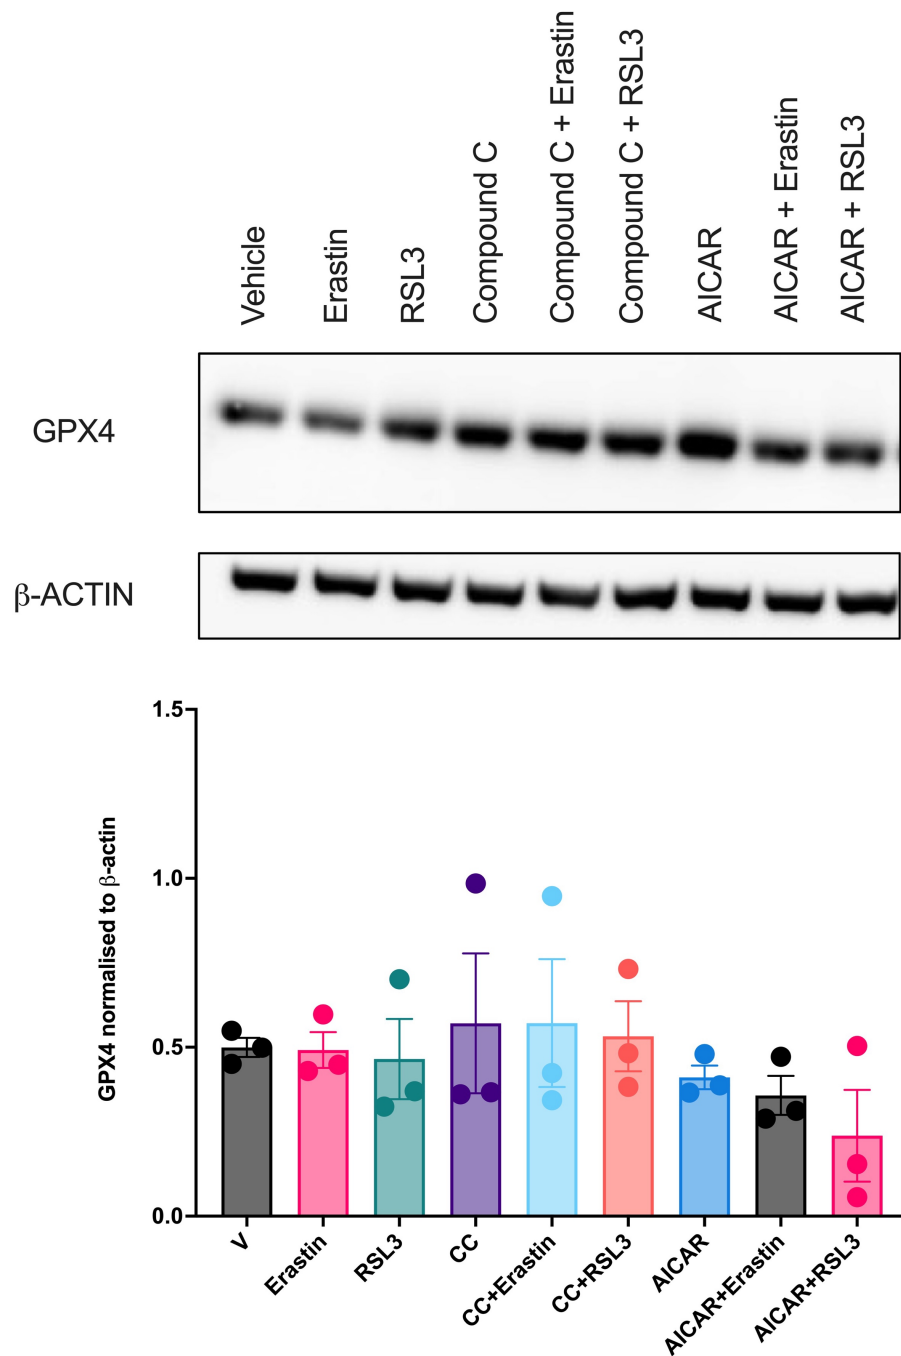 Vehicle
Erastin
RSL3
Compound C
Compound C + Erastin
Compound C + RSL3
AICAR
AICAR + Erastin
AICAR + RSL3
GPX4
β-ACTIN
GPX4 normalised to β-actin
1.5
1.0
0.5
0.0
V
Erastin
RSL3
CC
CC+Erastin
CC+RSL3
AICAR
AICAR+Erastin
AICAR+RSL3